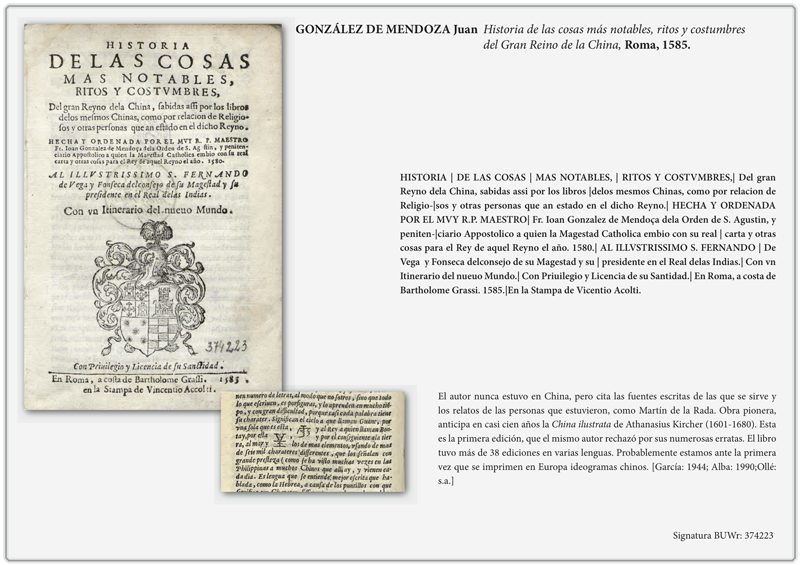 HISTORIA
DE LAS COSAS
MAS NOTABLES,
RITOS Y COSTVMBRES,
Del gran Reyno dela China, sabidas assi por los libros
delos mesmos Chinas, como por relacion de Religio-
sos y otras personas que an estado en el dicho Reyno.
HECHA Y ORDENADA POR EL MVY R. P. MAESTRO
Fr. Ioan Gonzalez de Mendoça dela Orden de S. Agustin, y peniten-
ciario Appostolico a quien la Magestad Catholica embio con su real
carta y otras cosas para el Rey de aquel Reyno el año. 1580.
AL ILLVSTRISSIMO S. FERNANDO
de Vega y Fonseca delconsejo de su Magestad y su
presidente en el Real delas Indias.
Con vn Itinerario del nueuo Mundo.
374223
Con Priuilegio y Licencia de su Sanctidad.
En Roma, a costa de Bartholome Grassi. 1585.
en la Stampa de Vincentio Accolti.
GONZÁLEZ DE MENDOZA Juan Historia de las cosas más notables, ritos y costumbres
del Gran Reino de la China, Roma, 1585.
HISTORIA | DE LAS COSAS | MAS NOTABLES, | RITOS Y COSTVMBRES,| Del gran
Reyno dela China, sabidas assi por los libros |delos mesmos Chinas, como por relacion de
Religio-|sos y otras personas que an estado en el dicho Reyno.| HECHA Y ORDENADA
POR EL MVY R.P. MAESTRO| Fr. Ioan Gonzalez de Mendoça dela Orden de S. Agustin, y
peniten-|ciario Appostolico a quien la Magestad Catholica embio con su real | carta y otras
cosas para el Rey de aquel Reyno el año. 1580.| AL ILLVSTRISSIMO S. FERNANDO | De
Vega y Fonseca delconsejo de su Magestad y su | presidente en el Real delas Indias.| Con vn
Itinerario del nueuo Mundo.| Con Priuilegio y Licencia de su Santidad.| En Roma, a costa de
Bartholome Grassi. 1585.|En la Stampa de Vicentio Acolti.
nen numero de letras, al modo que no sotros, sino que todo
lo que escriuen, es por figuras, y lo aprenden en mucho tiẽ-
po, y con gran difficultad, porque casi cada palabra tiene
su charater. Significan el cielo a que llaman Guant, por
vna sola que es esta, y al Rey a quien llaman Bon-
tay, por esta y por el consiguiente a la tie-
rra, al mar y los de mas elementos, vsando de mas
de seis mil charateres differentes, que los señalan con
grande presteza (como se ha visto muchas vezes en las
Philippinas a muchos Chinos que alli ay, y vienen ca-
da dia. Es lengua que se entiende mejor escrita que ha-
blada, como la Hebrea, a causa de los puntillos con que
El autor nunca estuvo en China, pero cita las fuentes escritas de las que se sirve y
los relatos de las personas que estuvieron, como Martín de la Rada. Obra pionera,
anticipa en casi cien años la China ilustrata de Athanasius Kircher (1601-1680). Esta
es la primera edición, que el mismo autor rechazó por sus numerosas erratas. El libro
tuvo más de 38 ediciones en varias lenguas. Probablemente estamos ante la primera
vez que se imprimen en Europa ideogramas chinos. [García: 1944; Alba: 1990;Ollé:
s.a.]
Signatura BUWr: 374223